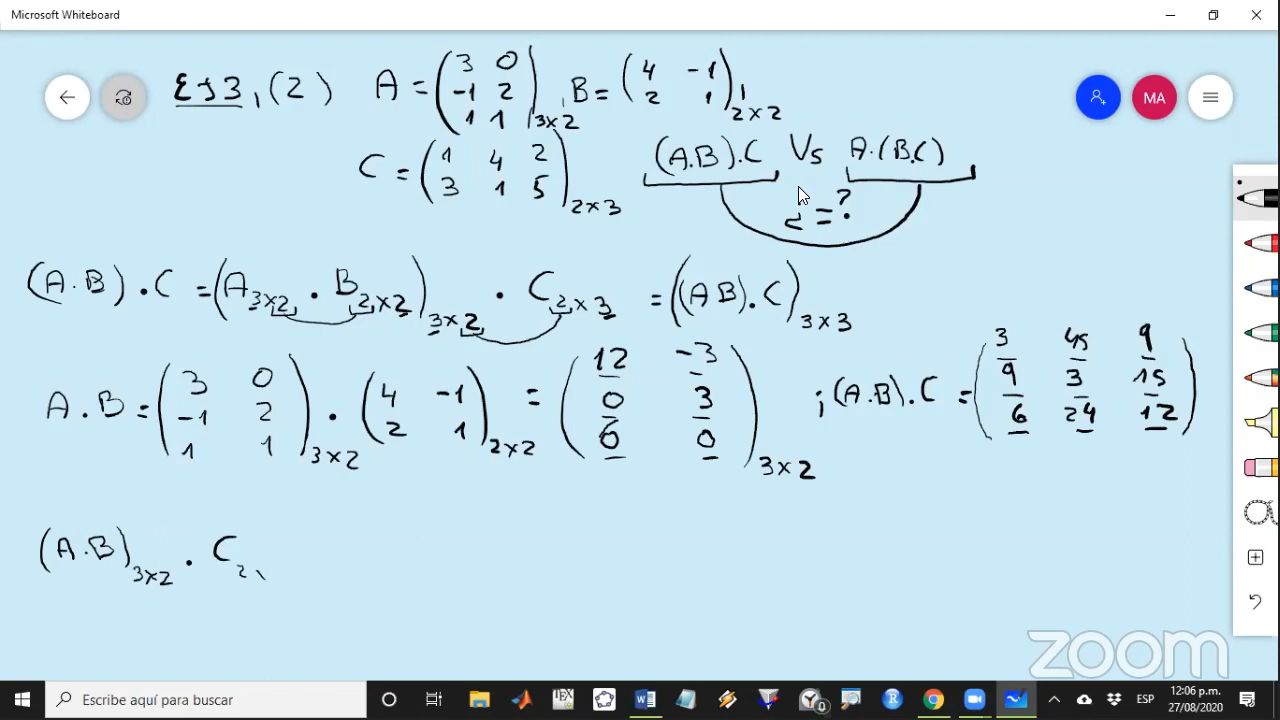 Microsoft Whiteboard
Ej 3, (2) A = (3 0 B = (4 -1) , 2x2
-1 2 2 1
1 1) 3x2 ,
MA
C = (1 4 2
3 1 5) 2x3
(A.B).C Vs A.(B.C)
¿ = ?
(A.B).C = (A3x2 . B2x2)3x2 . C2x3 = ((AB).C)3x3
A.B = (3 0
-1 2
1 1)3x2 . (4 -1
2 1)2x2 = (12 -3
0 3
6 0)3x2
; (A.B).C = (3 45 9
9 3 15
6 24 12)
(A.B)3x2 . C2x
zoom
Escribe aquí para buscar
ESP
12:06 p.m.
27/08/2020